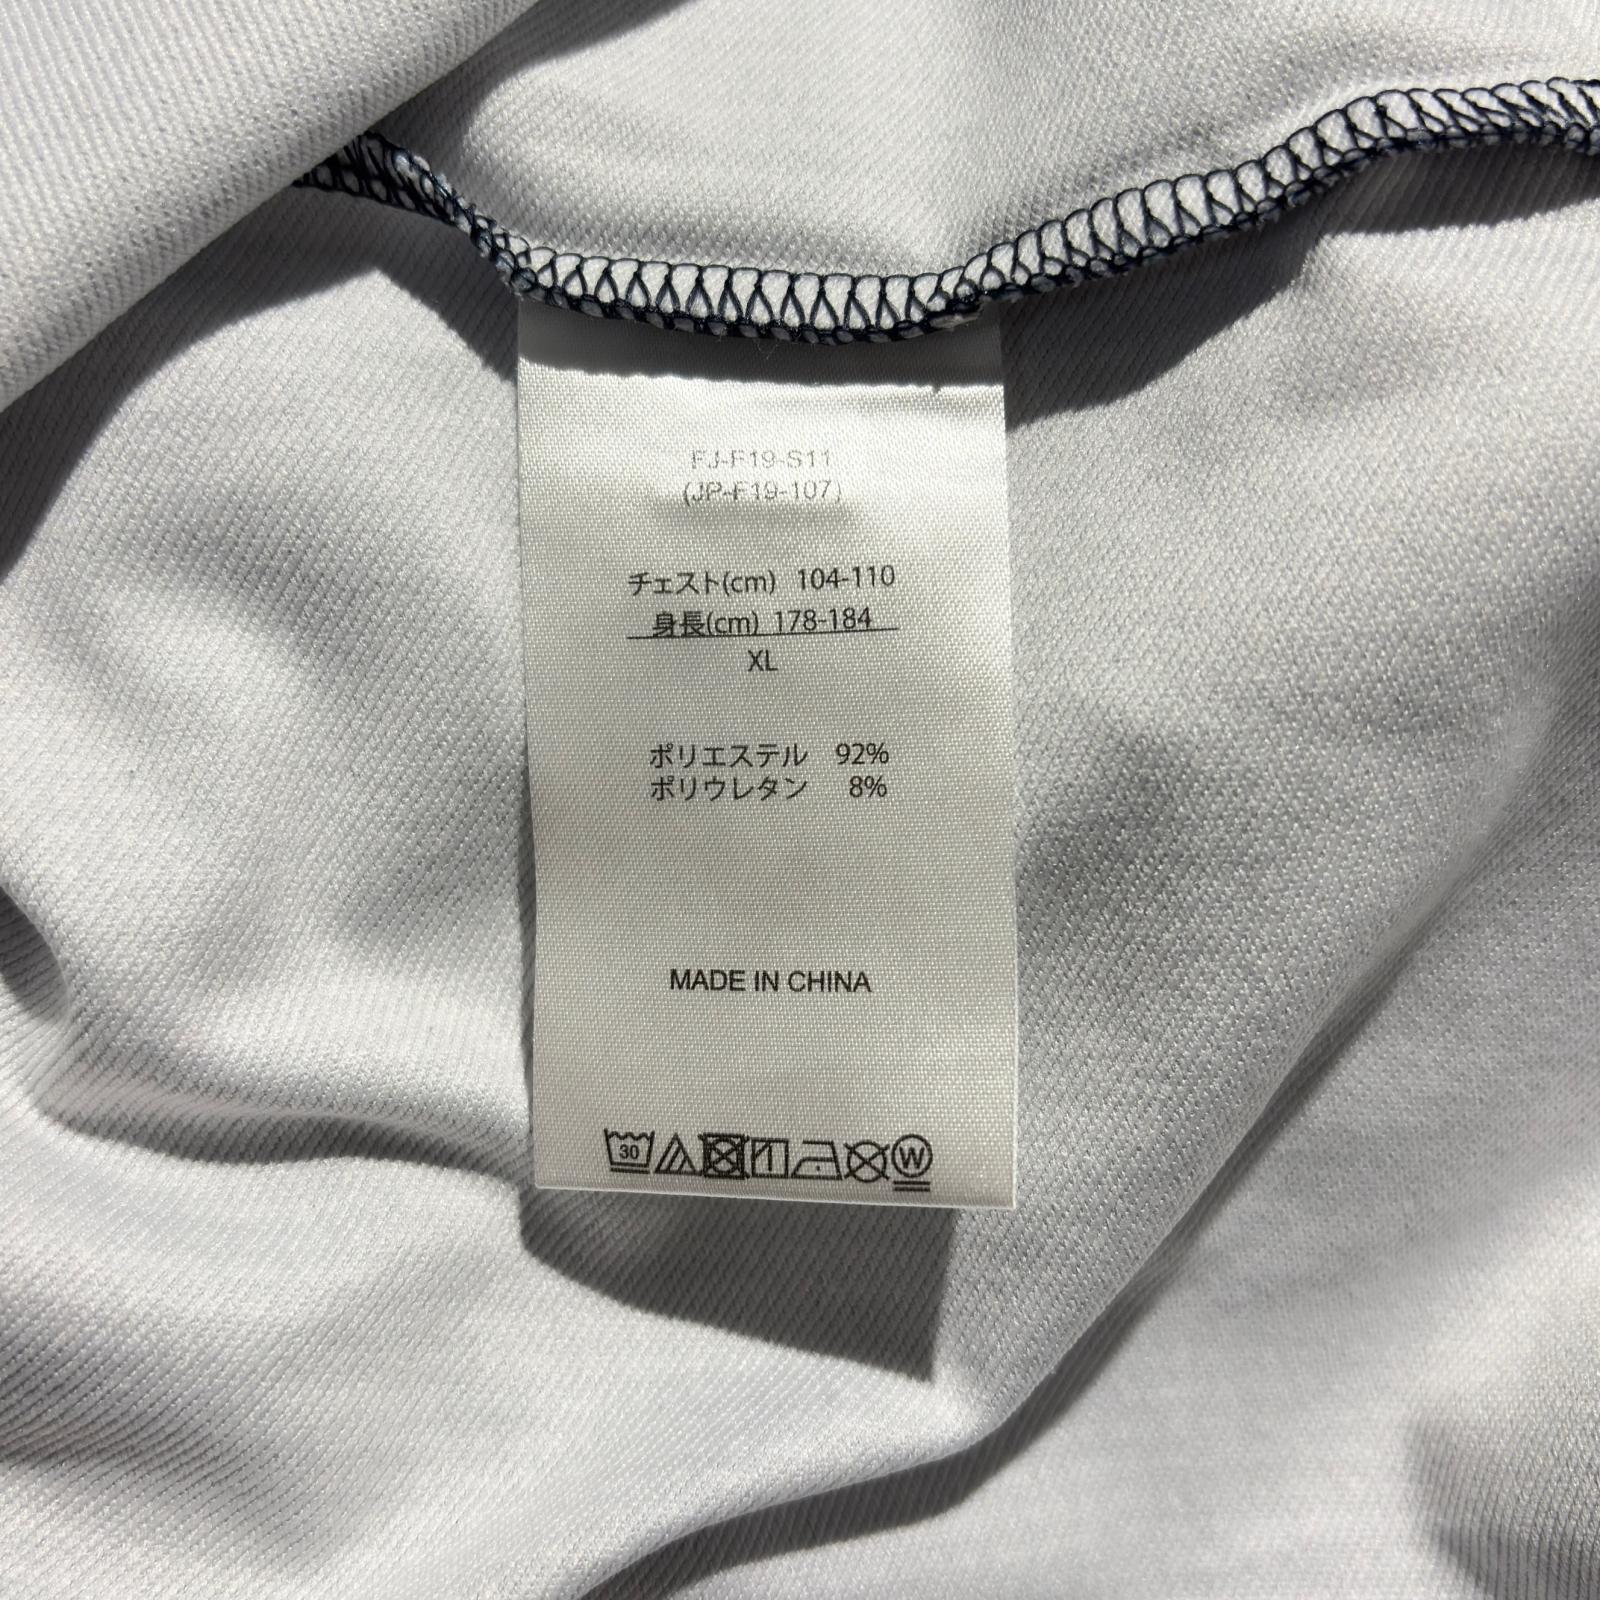 FJ-F19-S11
(JP-F19-107)
チェスト(cm) 104-110
身長(cm) 178-184
XL
ポリエステル 92%
ポリウレタン 8%
MADE IN CHINA
30 W